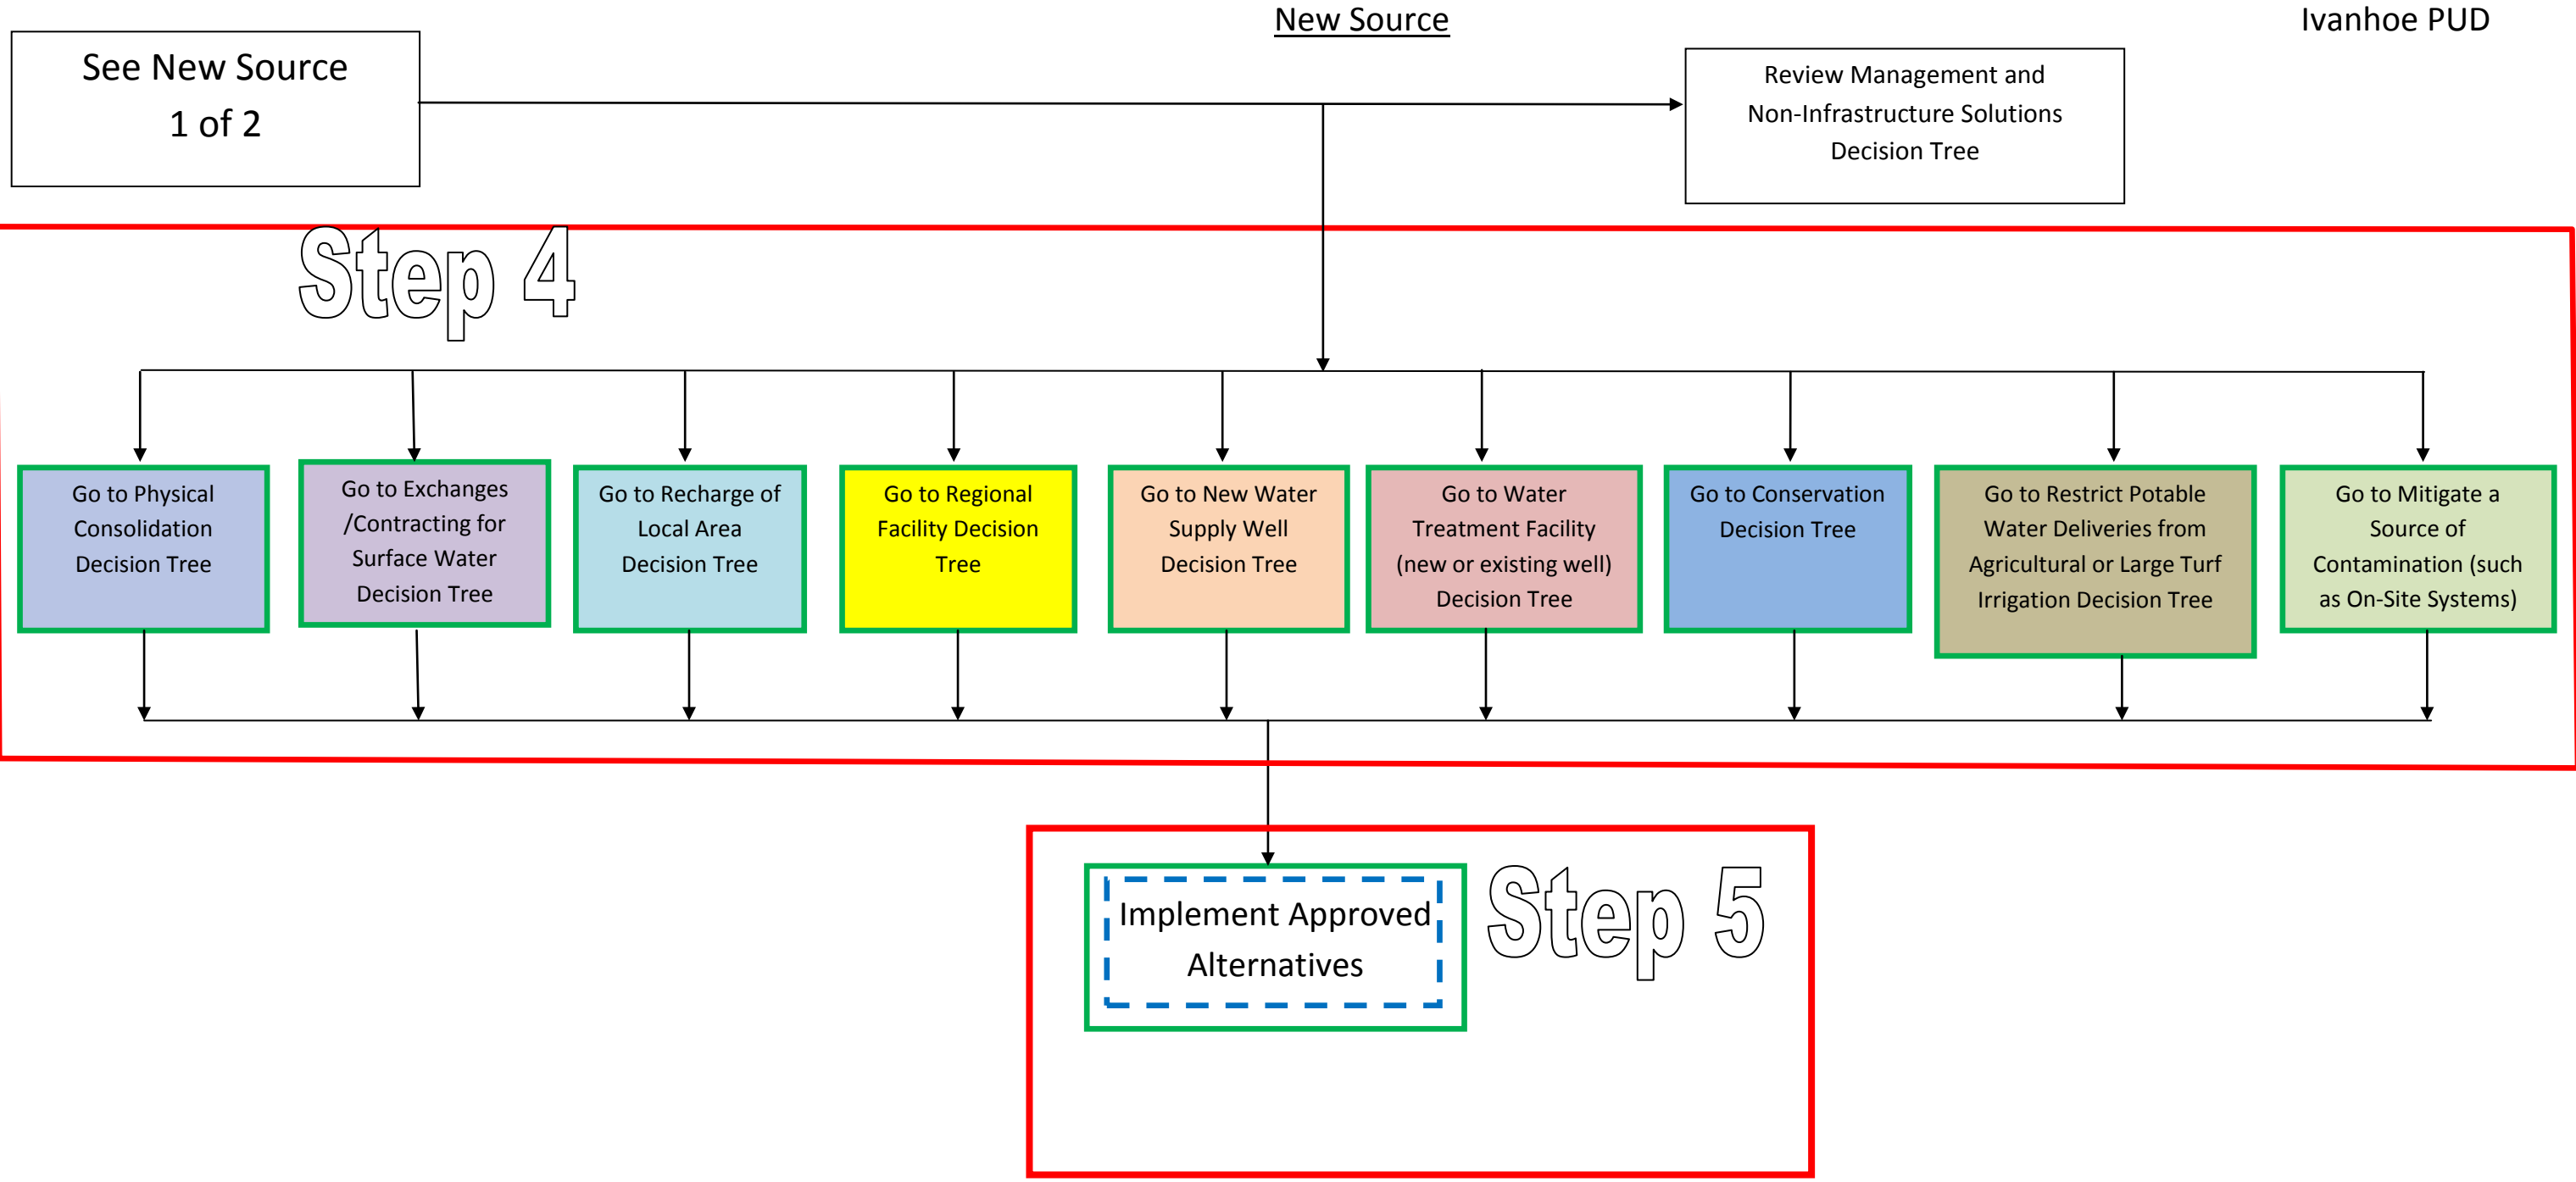 New Source
Ivanhoe PUD
See New Source
1 of 2
Review Management and
Non-Infrastructure Solutions
Decision Tree
Step 4
Go to Physical
Consolidation
Decision Tree
Go to Exchanges
/Contracting for
Surface Water
Decision Tree
Go to Recharge of
Local Area
Decision Tree
Go to Regional
Facility Decision
Tree
Go to New Water
Supply Well
Decision Tree
Go to Water
Treatment Facility
(new or existing well)
Decision Tree
Go to Conservation
Decision Tree
Go to Restrict Potable
Water Deliveries from
Agricultural or Large Turf
Irrigation Decision Tree
Go to Mitigate a
Source of
Contamination (such
as On-Site Systems)
Implement Approved
Alternatives
Step 5